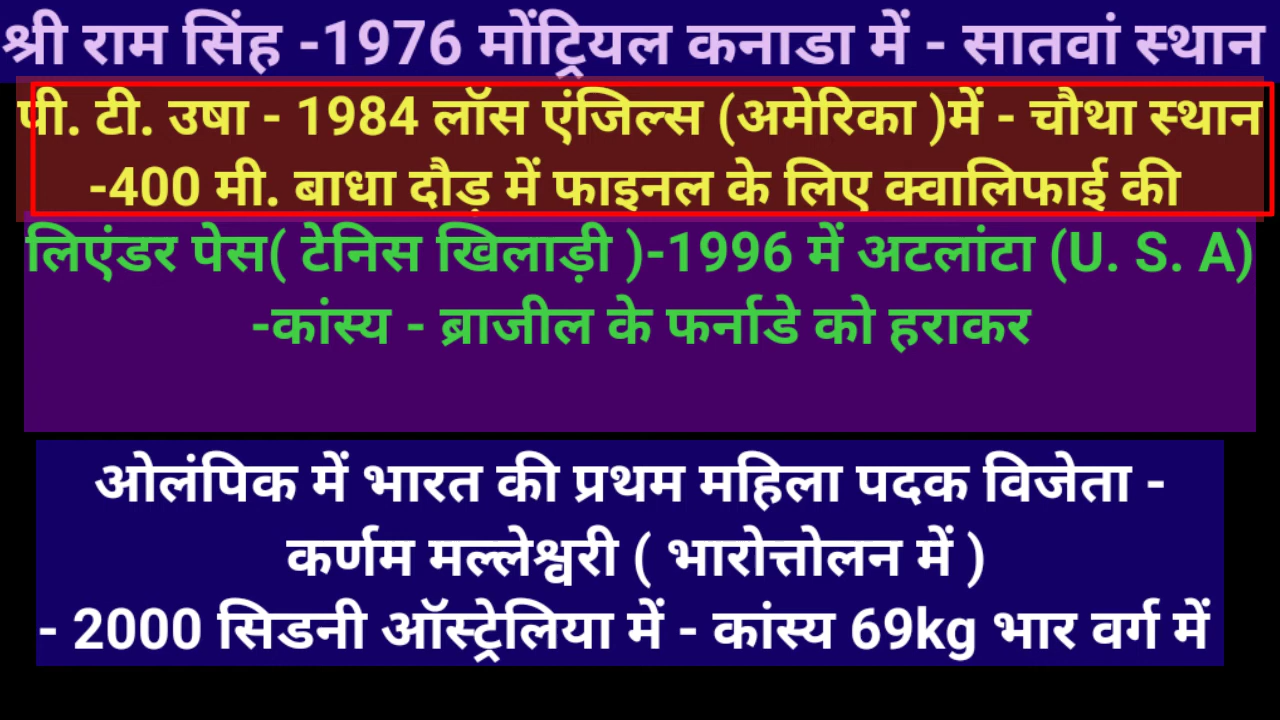 श्री राम सिंह -1976 मोंट्रियल कनाडा में - सातवां स्थान
पी. टी. उषा - 1984 लॉस एंजिल्स (अमेरिका )में - चौथा स्थान
-400 मी. बाधा दौड़ में फाइनल के लिए क्वालिफाई की
लिएंडर पेस( टेनिस खिलाड़ी )-1996 में अटलांटा (U. S. A)
-कांस्य - ब्राजील के फर्नाडे को हराकर
ओलंपिक में भारत की प्रथम महिला पदक विजेता -
कर्णम मल्लेश्वरी ( भारोत्तोलन में )
- 2000 सिडनी ऑस्ट्रेलिया में - कांस्य 69kg भार वर्ग में